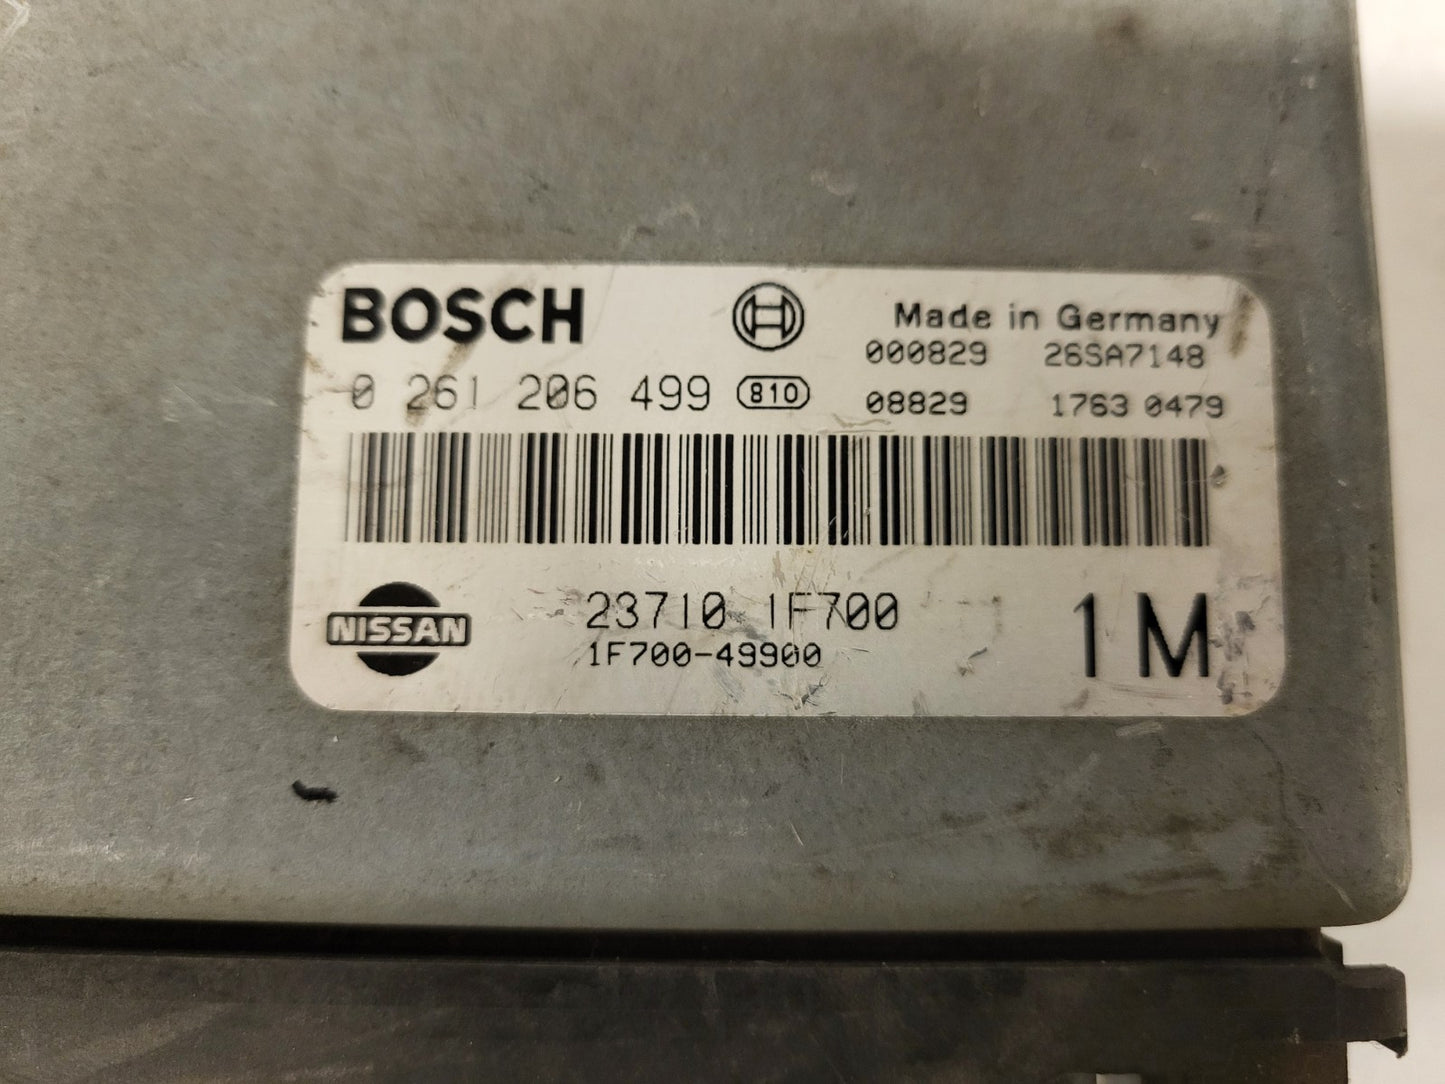 BOSCH
Made in Germany
000829 26SA7148
0 261 206 499 810
08829 1763 0479
NISSAN
23710 1F700
1F700-49900
1M